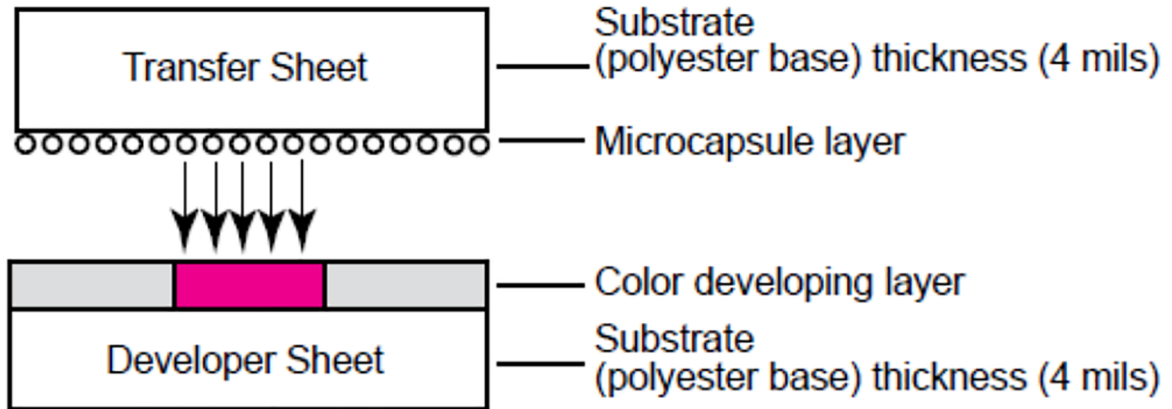 Transfer Sheet
Substrate
(polyester base) thickness (4 mils)
Microcapsule layer
Color developing layer
Developer Sheet
Substrate
(polyester base) thickness (4 mils)